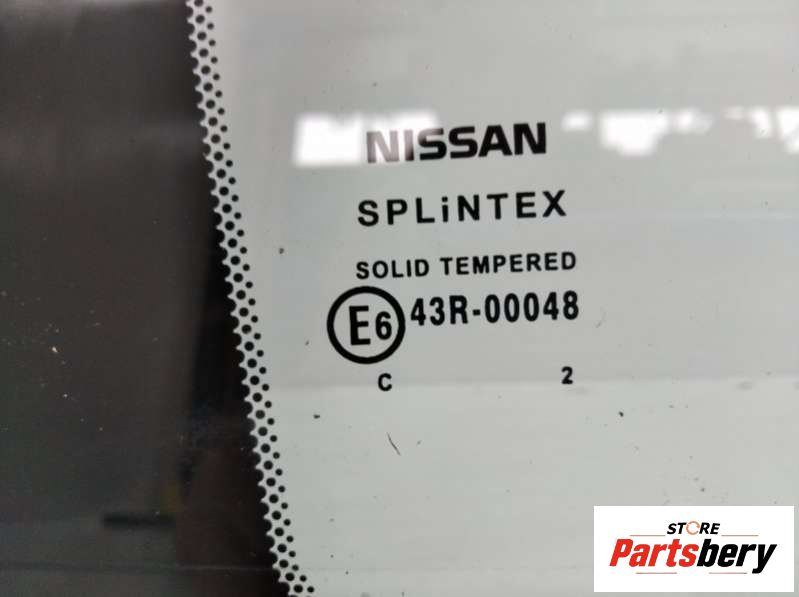 NISSAN
SPLiNTEX
SOLID TEMPERED
E6 43R-00048
C 2
STORE
Partsbery